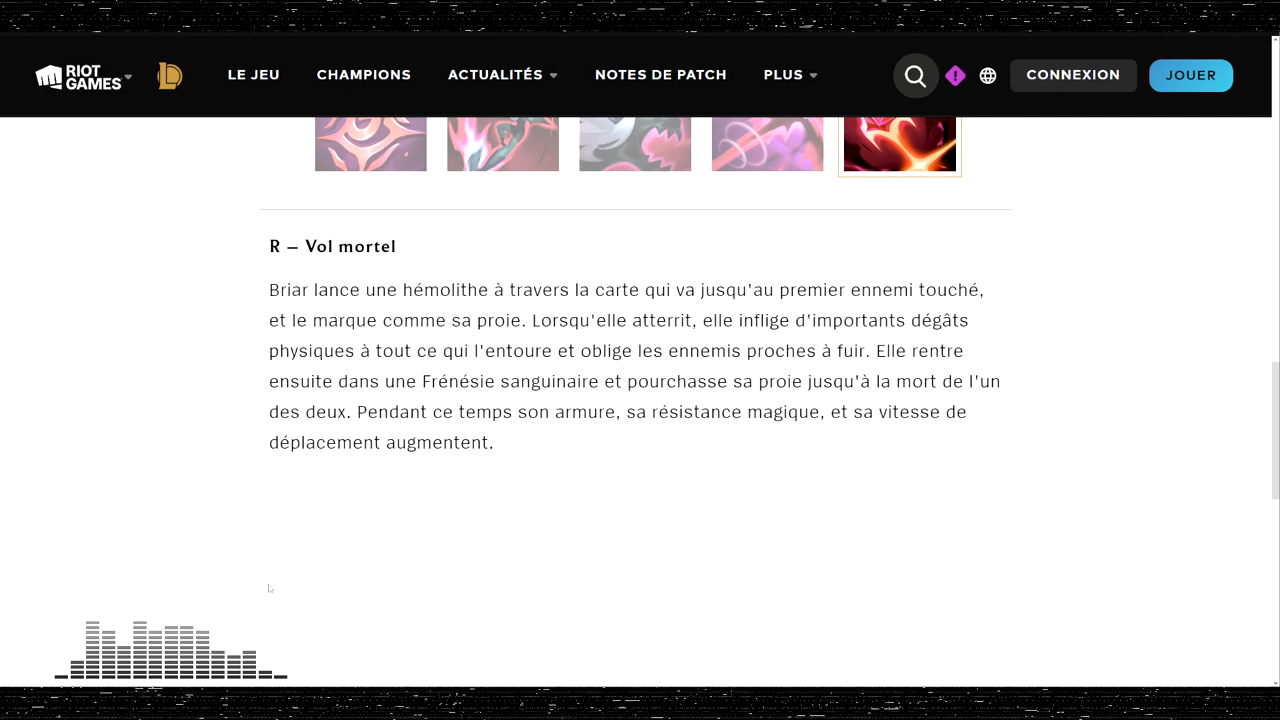 RIOT GAMES
LE JEU
CHAMPIONS
ACTUALITÉS
NOTES DE PATCH
PLUS
CONNEXION
JOUER
R – Vol mortel
Briar lance une hémolithe à travers la carte qui va jusqu'au premier ennemi touché,
et le marque comme sa proie. Lorsqu'elle atterrit, elle inflige d'importants dégâts
physiques à tout ce qui l'entoure et oblige les ennemis proches à fuir. Elle rentre
ensuite dans une Frénésie sanguinaire et pourchasse sa proie jusqu'à la mort de l'un
des deux. Pendant ce temps son armure, sa résistance magique, et sa vitesse de
déplacement augmentent.